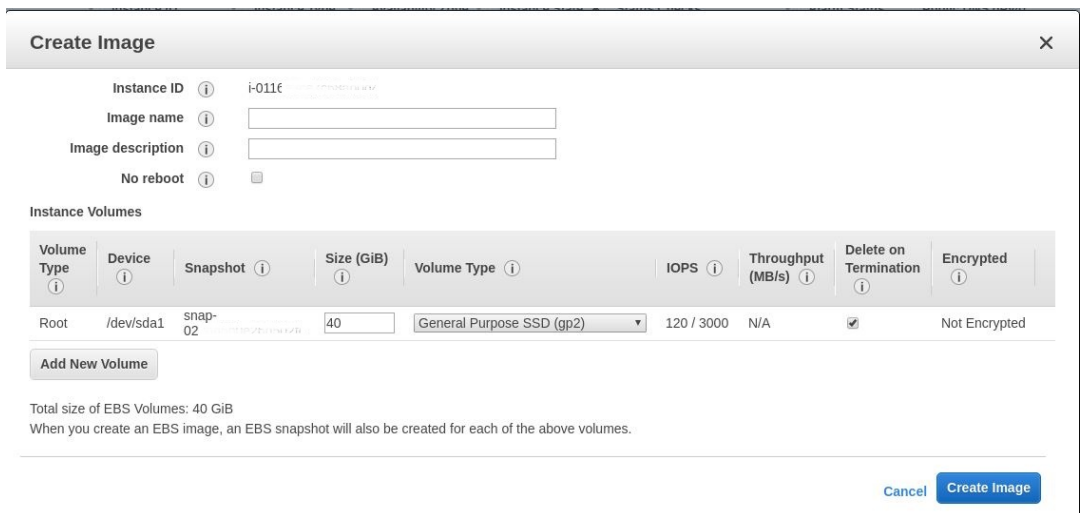 Create Image
Instance ID
i-0116
Image name
Image description
No reboot
Instance Volumes
Volume Type Device Snapshot Size (GiB) Volume Type IOPS Throughput (MB/s) Delete on Termination Encrypted
Root /dev/sda1 snap-02 40 General Purpose SSD (gp2) 120 / 3000 N/A Not Encrypted
Add New Volume
Total size of EBS Volumes: 40 GiB
When you create an EBS image, an EBS snapshot will also be created for each of the above volumes.
Cancel Create Image